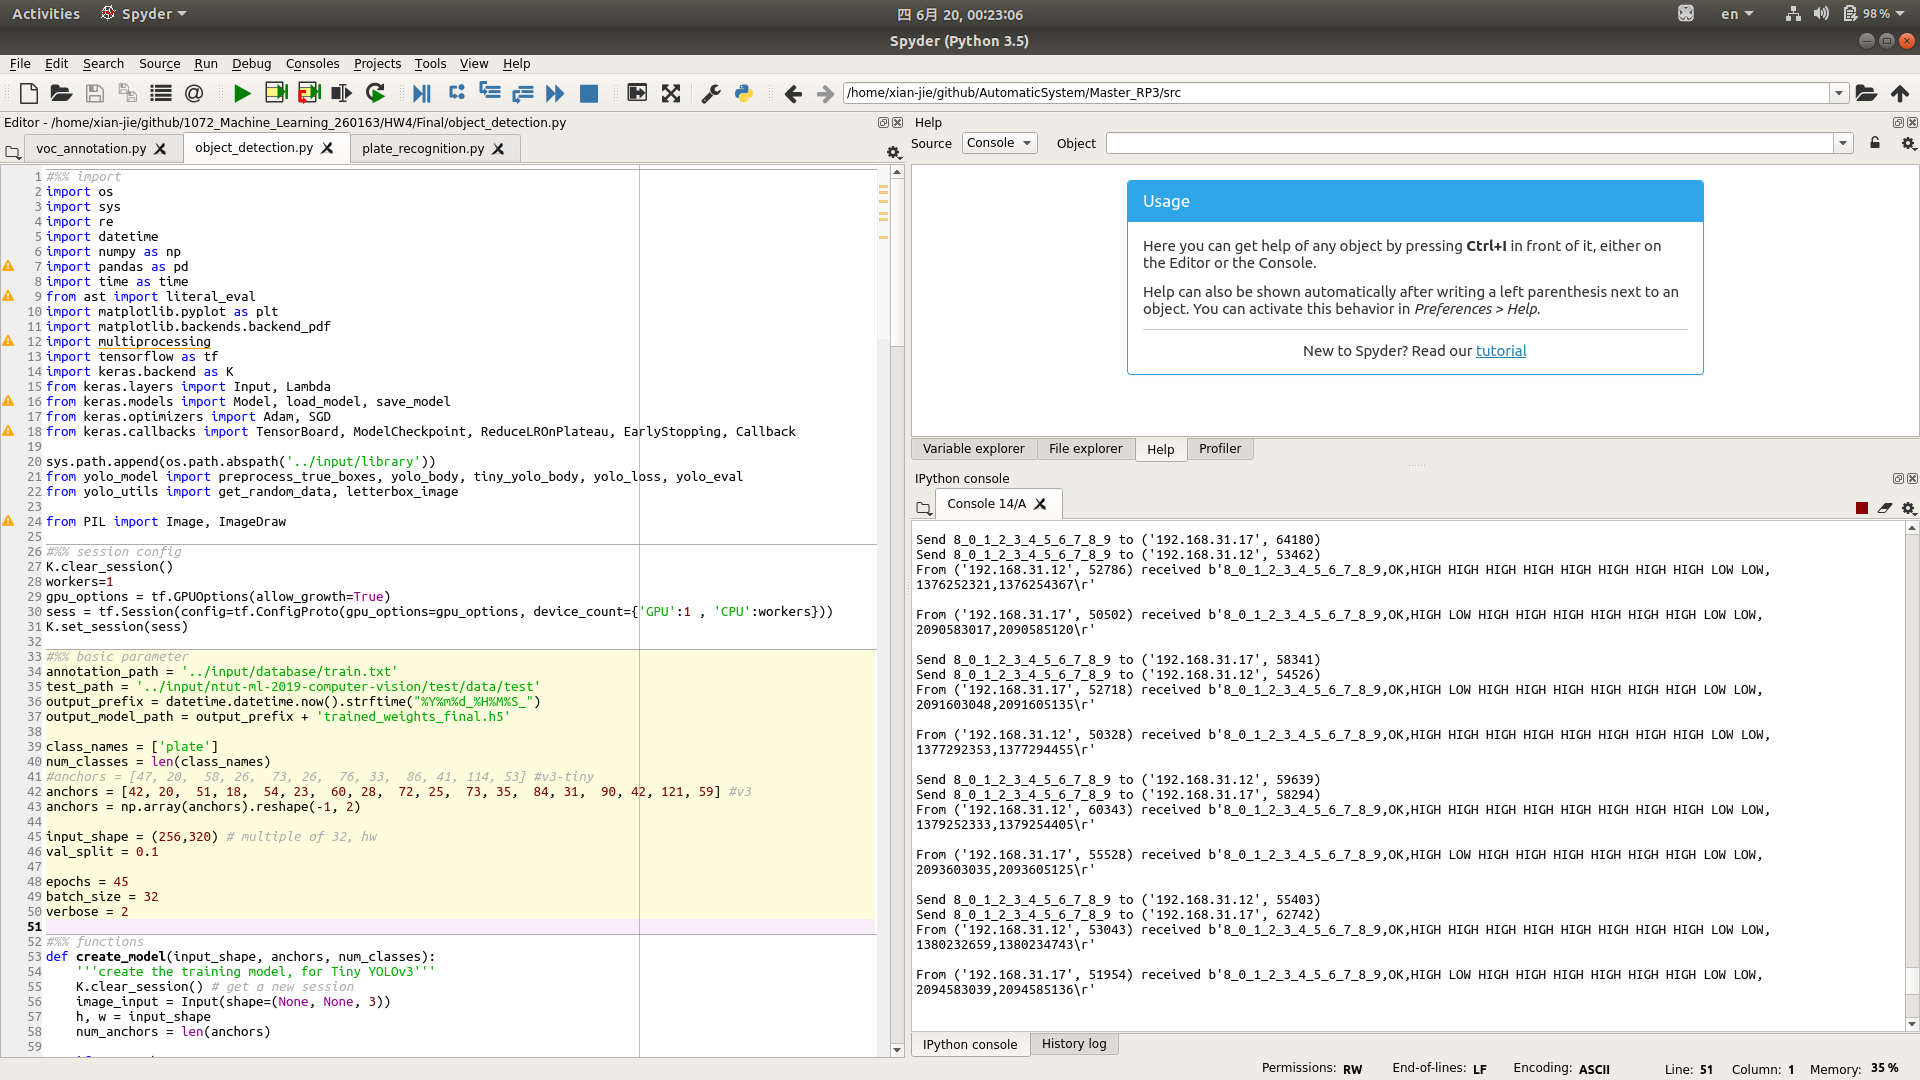 Activities
Spyder
四 6月 20, 00:23:06
en
98 %
Spyder (Python 3.5)
File Edit Search Source Run Debug Consoles Projects Tools View Help
/home/xian-jie/github/AutomaticSystem/Master_RP3/src
Editor - /home/xian-jie/github/1072_Machine_Learning_260163/HW4/Final/object_detection.py
voc_annotation.py
object_detection.py
plate_recognition.py
1 #%% import
2 import os
3 import sys
4 import re
5 import datetime
6 import numpy as np
7 import pandas as pd
8 import time as time
9 from ast import literal_eval
10 import matplotlib.pyplot as plt
11 import matplotlib.backends.backend_pdf
12 import multiprocessing
13 import tensorflow as tf
14 import keras.backend as K
15 from keras.layers import Input, Lambda
16 from keras.models import Model, load_model, save_model
17 from keras.optimizers import Adam, SGD
18 from keras.callbacks import TensorBoard, ModelCheckpoint, ReduceLROnPlateau, EarlyStopping, Callback
19
20 sys.path.append(os.path.abspath('../input/library'))
21 from yolo_model import preprocess_true_boxes, yolo_body, tiny_yolo_body, yolo_loss, yolo_eval
22 from yolo_utils import get_random_data, letterbox_image
23
24 from PIL import Image, ImageDraw
25
26 #%% session config
27 K.clear_session()
28 workers=1
29 gpu_options = tf.GPUOptions(allow_growth=True)
30 sess = tf.Session(config=tf.ConfigProto(gpu_options=gpu_options, device_count={'GPU':1 , 'CPU':workers}))
31 K.set_session(sess)
32
33 #%% basic parameter
34 annotation_path = '../input/database/train.txt'
35 test_path = '../input/ntut-ml-2019-computer-vision/test/data/test'
36 output_prefix = datetime.datetime.now().strftime("%Y%m%d_%H%M%S_")
37 output_model_path = output_prefix + 'trained_weights_final.h5'
38
39 class_names = ['plate']
40 num_classes = len(class_names)
41 #anchors = [47, 20,  58, 26,  73, 26,  76, 33,  86, 41, 114, 53] #v3-tiny
42 anchors = [42, 20,  51, 18,  54, 23,  60, 28,  72, 25,  73, 35,  84, 31,  90, 42, 121, 59] #v3
43 anchors = np.array(anchors).reshape(-1, 2)
44
45 input_shape = (256,320) # multiple of 32, hw
46 val_split = 0.1
47
48 epochs = 45
49 batch_size = 32
50 verbose = 2
51
52 #%% functions
53 def create_model(input_shape, anchors, num_classes):
54     '''create the training model, for Tiny YOLOv3'''
55     K.clear_session() # get a new session
56     image_input = Input(shape=(None, None, 3))
57     h, w = input_shape
58     num_anchors = len(anchors)
59
Help
Source Console Object
Usage
Here you can get help of any object by pressing Ctrl+I in front of it, either on
the Editor or the Console.
Help can also be shown automatically after writing a left parenthesis next to an
object. You can activate this behavior in Preferences > Help.
New to Spyder? Read our tutorial
Variable explorer File explorer Help Profiler
IPython console
Console 14/A
Send 8_0_1_2_3_4_5_6_7_8_9 to ('192.168.31.17', 64180)
Send 8_0_1_2_3_4_5_6_7_8_9 to ('192.168.31.12', 53462)
From ('192.168.31.12', 52786) received b'8_0_1_2_3_4_5_6_7_8_9,OK,HIGH HIGH HIGH HIGH HIGH HIGH HIGH HIGH LOW LOW,
1376252321,1376254367\r'
From ('192.168.31.17', 50502) received b'8_0_1_2_3_4_5_6_7_8_9,OK,HIGH LOW HIGH HIGH HIGH HIGH HIGH HIGH LOW LOW,
2090583017,2090585120\r'
Send 8_0_1_2_3_4_5_6_7_8_9 to ('192.168.31.17', 58341)
Send 8_0_1_2_3_4_5_6_7_8_9 to ('192.168.31.12', 54526)
From ('192.168.31.17', 52718) received b'8_0_1_2_3_4_5_6_7_8_9,OK,HIGH LOW HIGH HIGH HIGH HIGH HIGH HIGH LOW LOW,
2091603048,2091605135\r'
From ('192.168.31.12', 50328) received b'8_0_1_2_3_4_5_6_7_8_9,OK,HIGH HIGH HIGH HIGH HIGH HIGH HIGH HIGH LOW LOW,
1377292353,1377294455\r'
Send 8_0_1_2_3_4_5_6_7_8_9 to ('192.168.31.12', 59639)
Send 8_0_1_2_3_4_5_6_7_8_9 to ('192.168.31.17', 58294)
From ('192.168.31.12', 60343) received b'8_0_1_2_3_4_5_6_7_8_9,OK,HIGH HIGH HIGH HIGH HIGH HIGH HIGH HIGH LOW LOW,
1379252333,1379254405\r'
From ('192.168.31.17', 55528) received b'8_0_1_2_3_4_5_6_7_8_9,OK,HIGH LOW HIGH HIGH HIGH HIGH HIGH HIGH LOW LOW,
2093603035,2093605125\r'
Send 8_0_1_2_3_4_5_6_7_8_9 to ('192.168.31.12', 55403)
Send 8_0_1_2_3_4_5_6_7_8_9 to ('192.168.31.17', 62742)
From ('192.168.31.12', 53043) received b'8_0_1_2_3_4_5_6_7_8_9,OK,HIGH HIGH HIGH HIGH HIGH HIGH HIGH HIGH LOW LOW,
1380232659,1380234743\r'
From ('192.168.31.17', 51954) received b'8_0_1_2_3_4_5_6_7_8_9,OK,HIGH LOW HIGH HIGH HIGH HIGH HIGH HIGH LOW LOW,
2094583039,2094585136\r'
IPython console History log
Permissions: RW End-of-lines: LF Encoding: ASCII Line: 51 Column: 1 Memory: 35 %